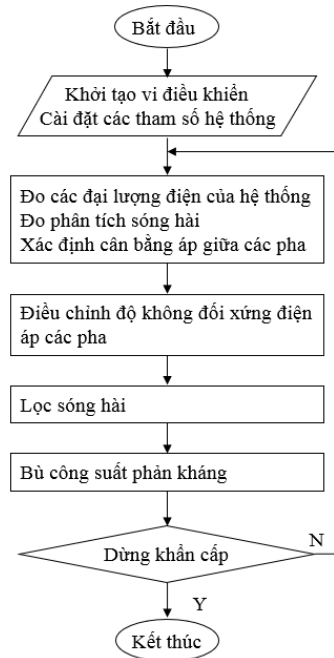 Bắt đầu
Khởi tạo vi điều khiển
Cài đặt các tham số hệ thống
Đo các đại lượng điện của hệ thống
Đo phân tích sóng hài
Xác định cân bằng áp giữa các pha
Điều chỉnh độ không đối xứng điện
áp các pha
Lọc sóng hài
Bù công suất phản kháng
Dừng khẩn cấp
N
Y
Kết thúc